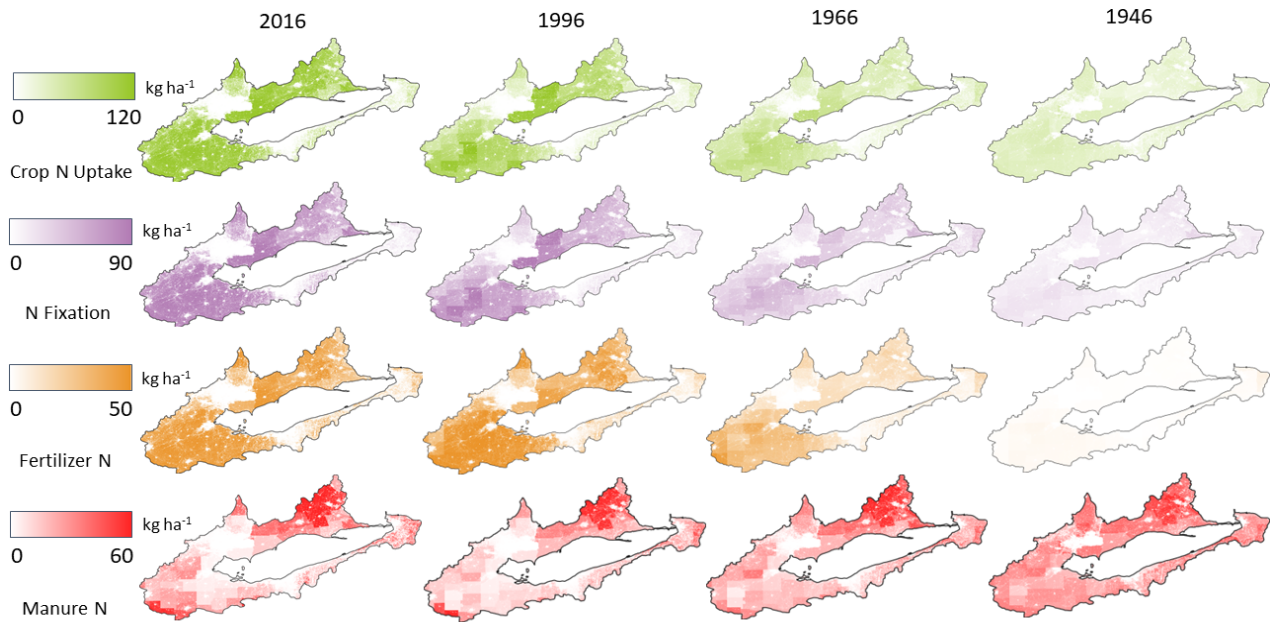 2016 1996 1966 1946
kg ha-1
0 120
Crop N Uptake
kg ha-1
0 90
N Fixation
kg ha-1
0 50
Fertilizer N
kg ha-1
0 60
Manure N